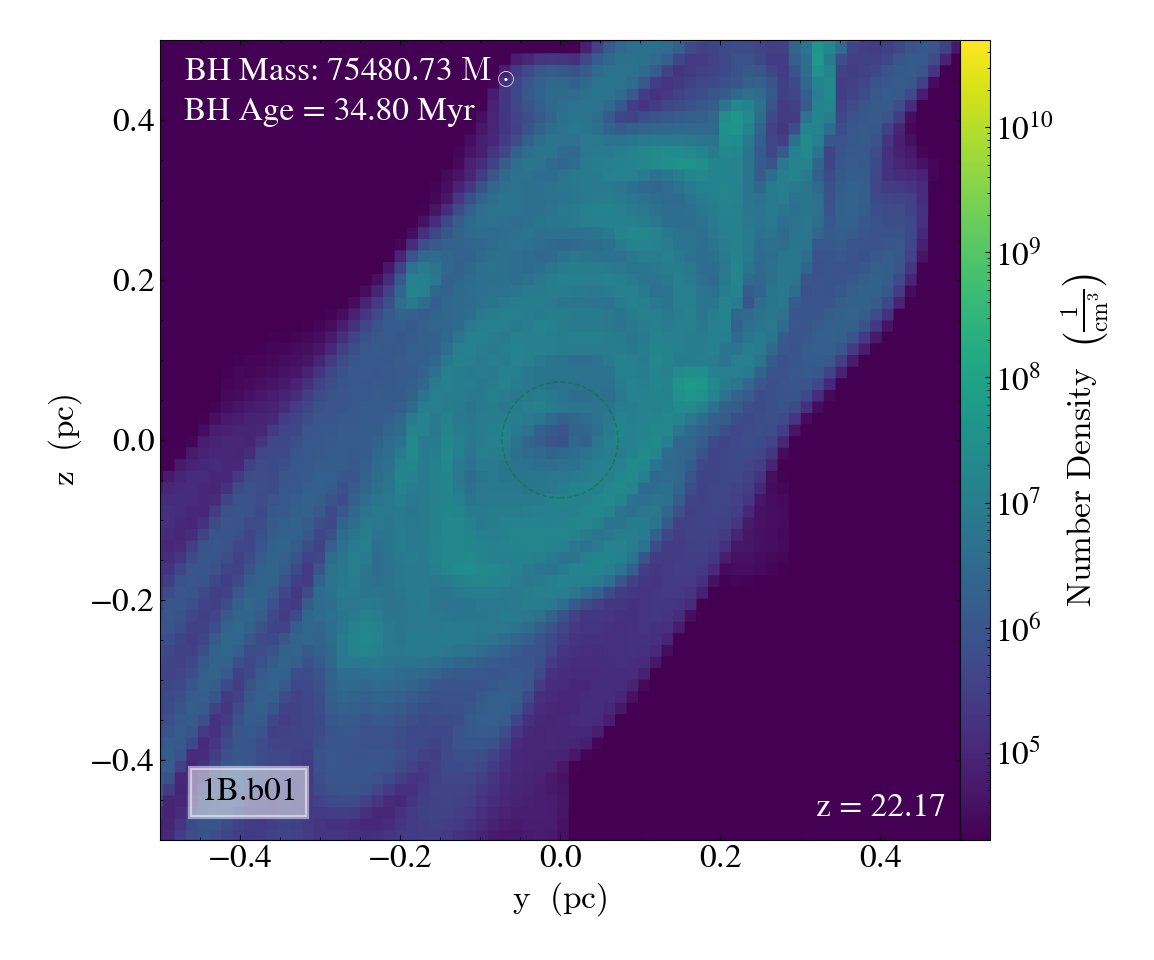 BH Mass: 75480.73 M⊙
BH Age = 34.80 Myr
0.4
0.2
0.0
−0.2
−0.4
z (pc)
1B.b01
z = 22.17
−0.4 −0.2 0.0 0.2 0.4
y (pc)
10^10
10^9
10^8
10^7
10^6
10^5
Number Density (1/cm^3)